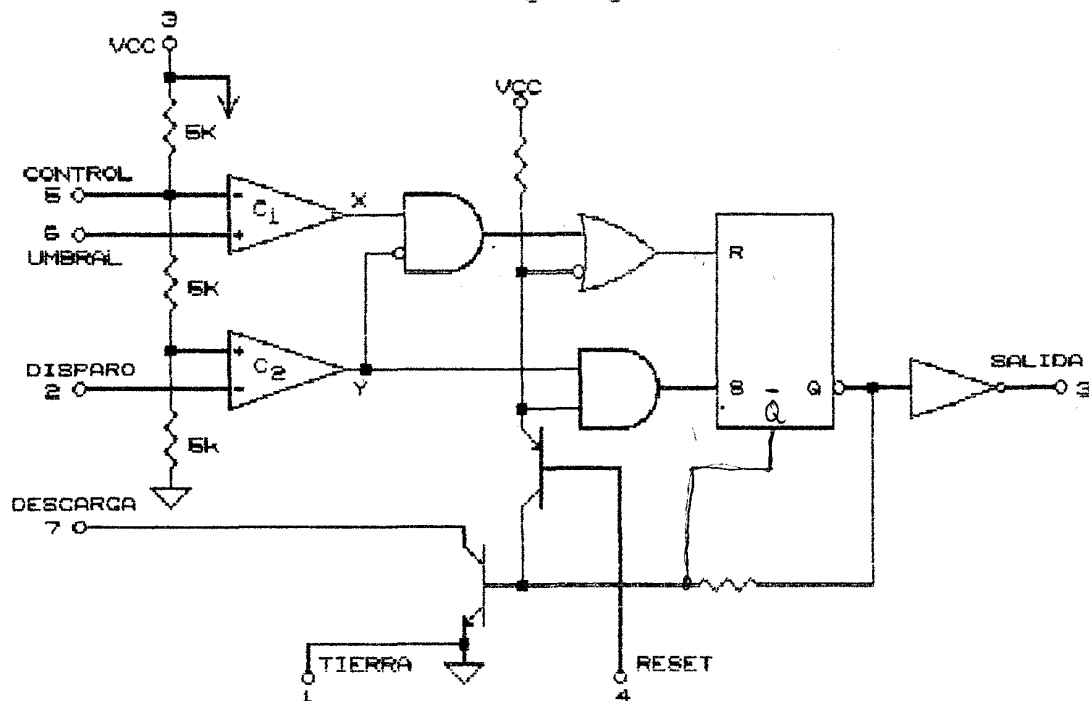 3
VCC
VCC
5K
CONTROL
5
X
C1
6
UMBRAL
R
5K
DISPARO
2
C2
Y
S
Q
Q̅
SALIDA
3
5k
DESCARGA
7
TIERRA
1
RESET
4